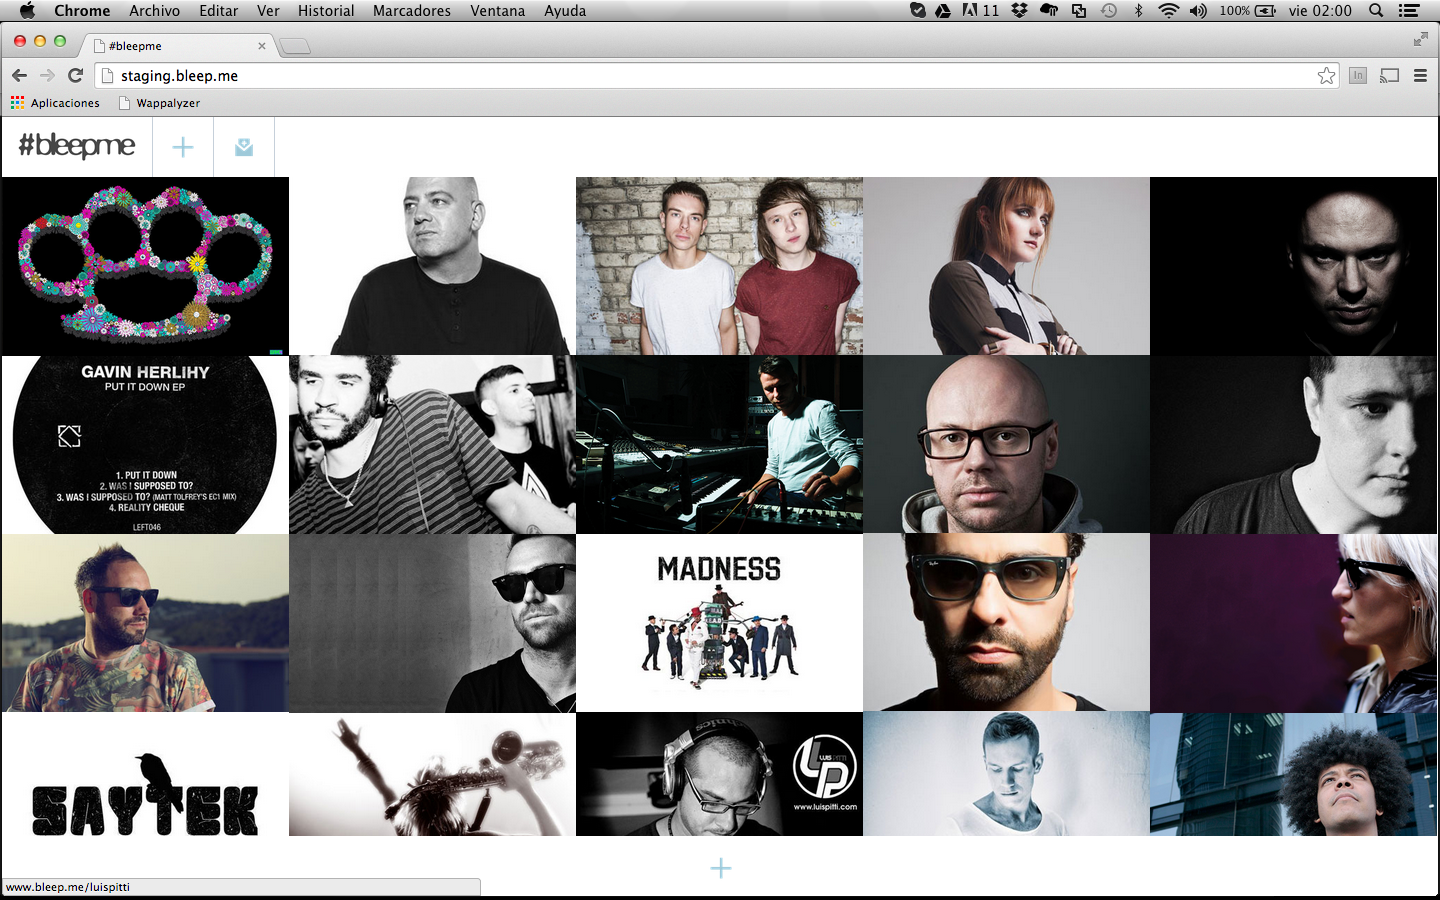 Chrome Archivo Editar Ver Historial Marcadores Ventana Ayuda 11 100% vie 02:00
#bleepme
staging.bleep.me In
Aplicaciones Wappalyzer
#bleepme
GAVIN HERLIHY
PUT IT DOWN EP
1. PUT IT DOWN
2. WAS I SUPPOSED TO?
3. WAS I SUPPOSED TO? (MATT TOLFREY'S EC1 MIX)
4. REALITY CHEQUE
LEFT046
MADNESS
SAYTEK
LUIS PITTI
LP
www.luispitti.com
www.bleep.me/luispitti